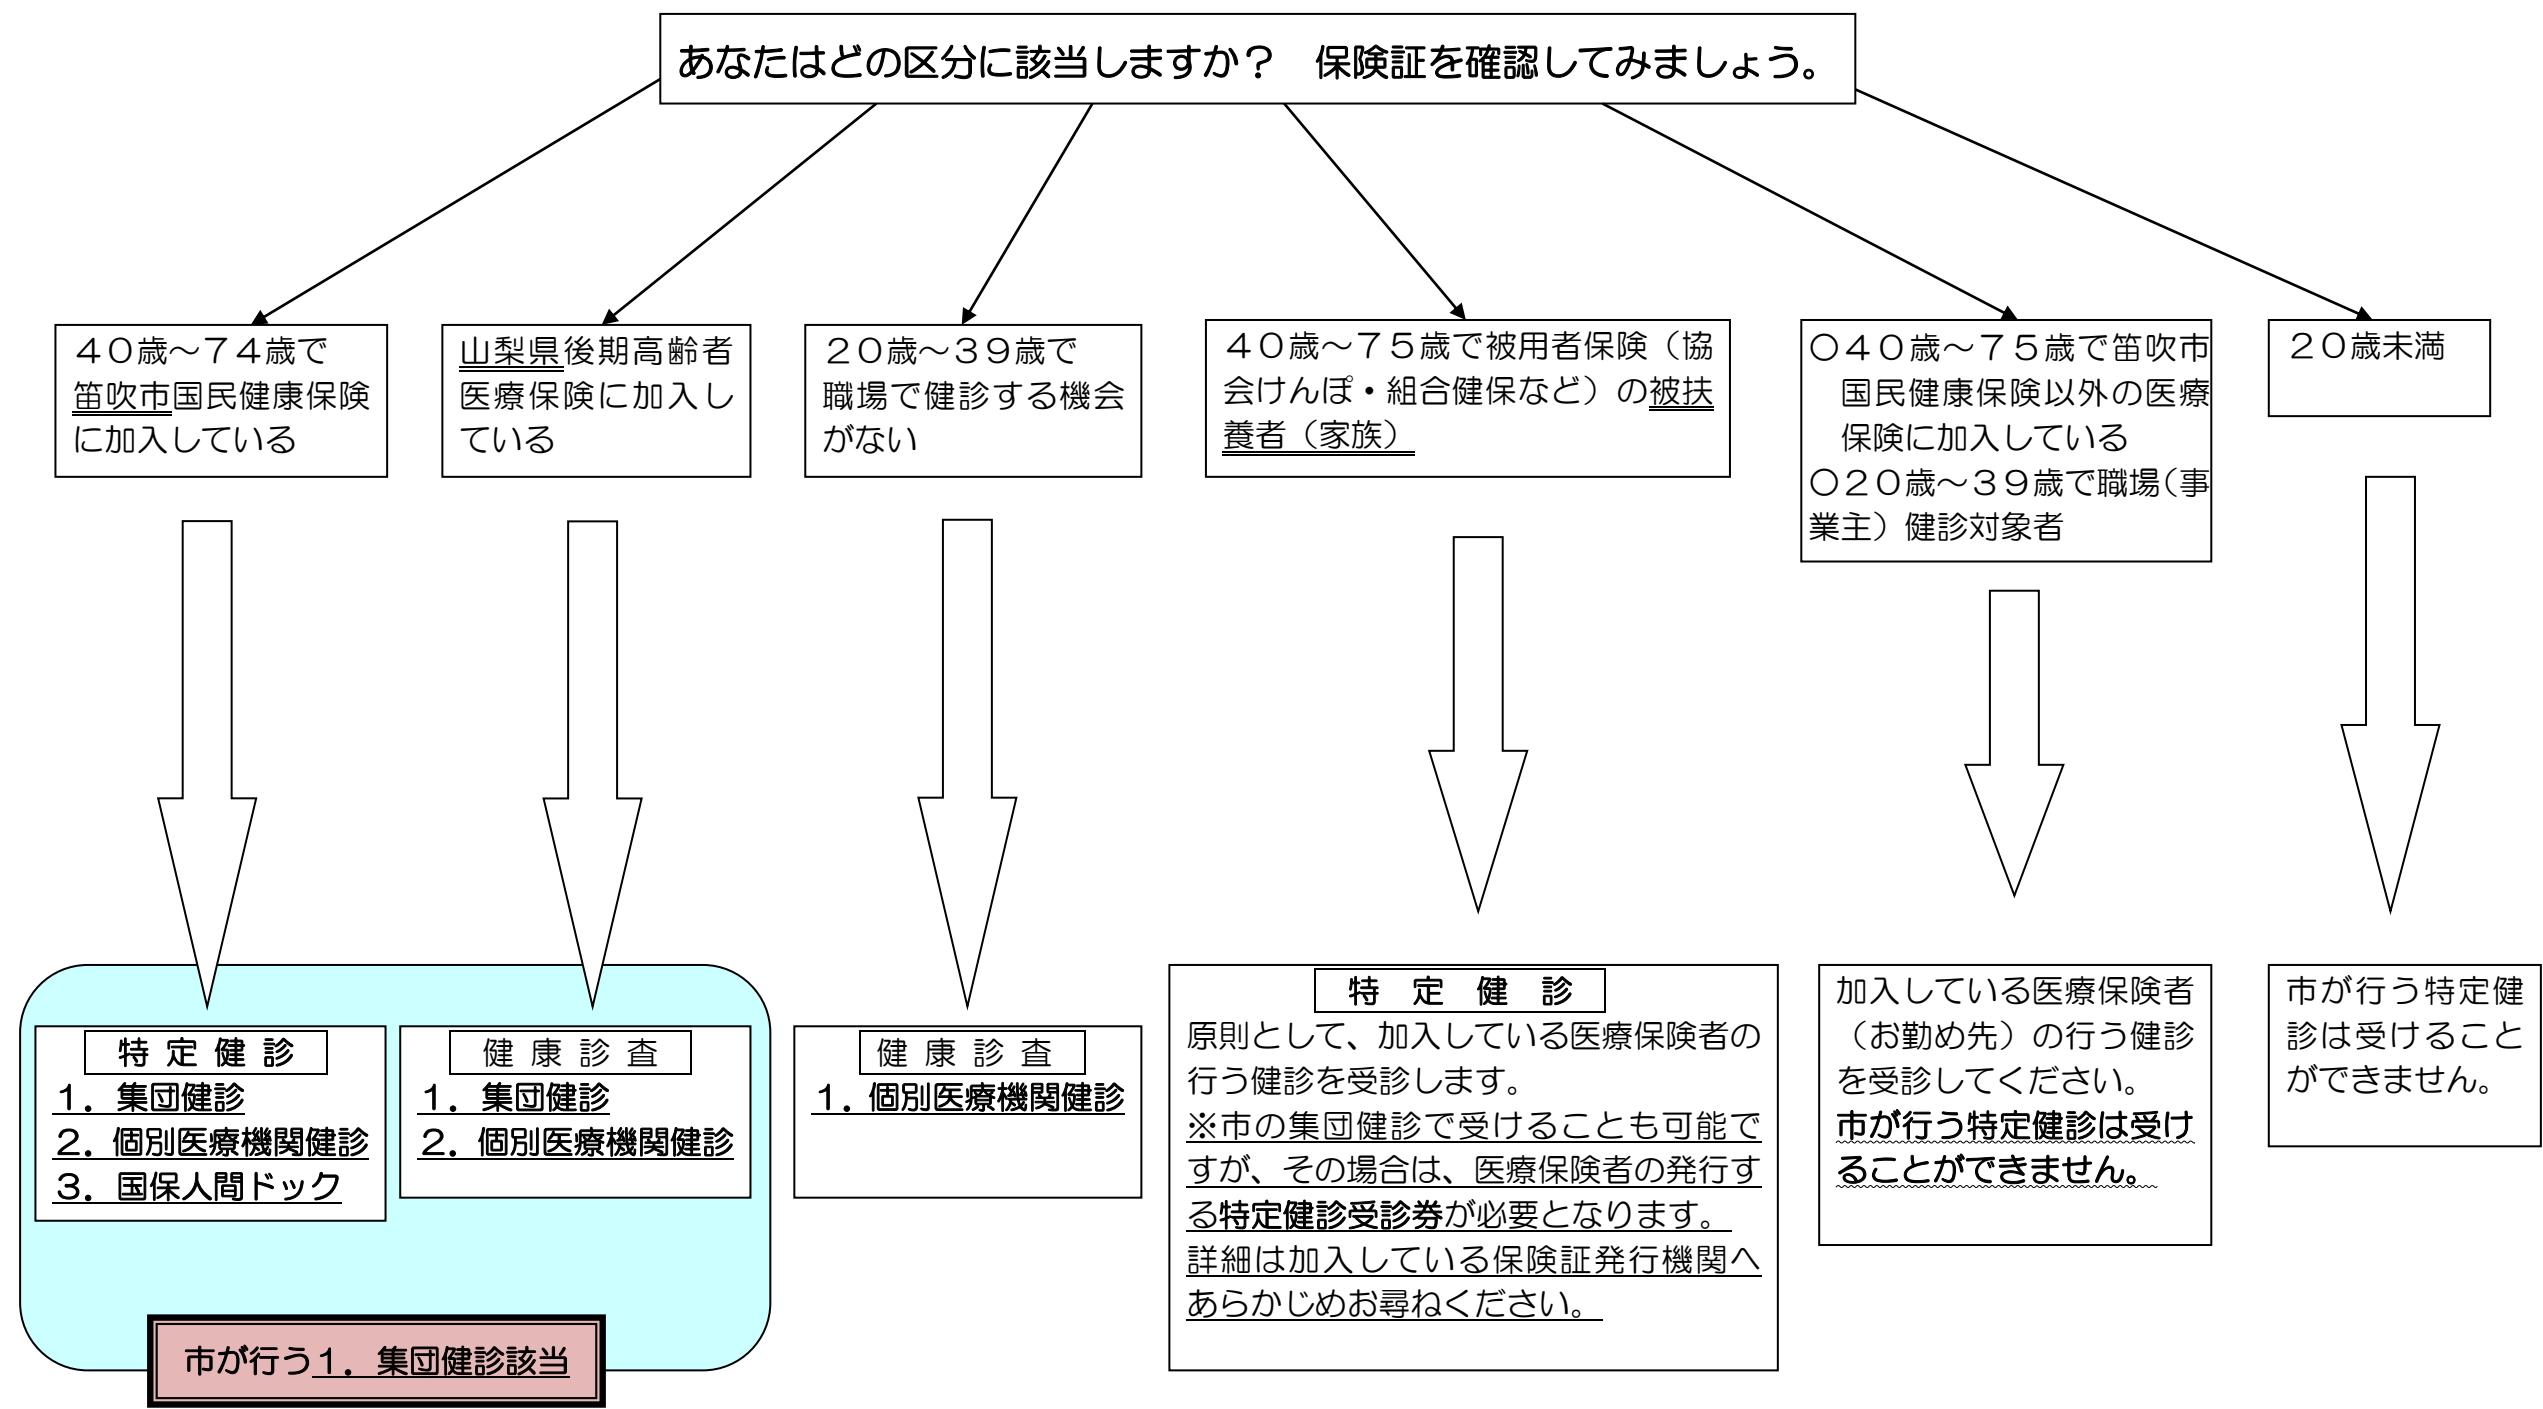 あなたはどの区分に該当しますか？　保険証を確認してみましょう。
４０歳～７４歳で
笛吹市国民健康保険
に加入している
山梨県後期高齢者
医療保険に加入し
ている
２０歳～３９歳で
職場で健診する機会
がない
４０歳～７５歳で被用者保険（協
会けんぽ・組合健保など）の被扶
養者（家族）
〇４０歳～７５歳で笛吹市
国民健康保険以外の医療
保険に加入している
〇２０歳～３９歳で職場（事
業主）健診対象者
２０歳未満
特 定 健 診
１．集団健診
２．個別医療機関健診
３．国保人間ドック
健 康 診 査
１．集団健診
２．個別医療機関健診
健 康 診 査
１．個別医療機関健診
特　定　健　診
原則として、加入している医療保険者の
行う健診を受診します。
※市の集団健診で受けることも可能で
すが、その場合は、医療保険者の発行す
る特定健診受診券が必要となります。
詳細は加入している保険証発行機関へ
あらかじめお尋ねください。
加入している医療保険者
（お勤め先）の行う健診
を受診してください。
市が行う特定健診は受け
ることができません。
市が行う特定健
診は受けること
ができません。
市が行う１．集団健診該当